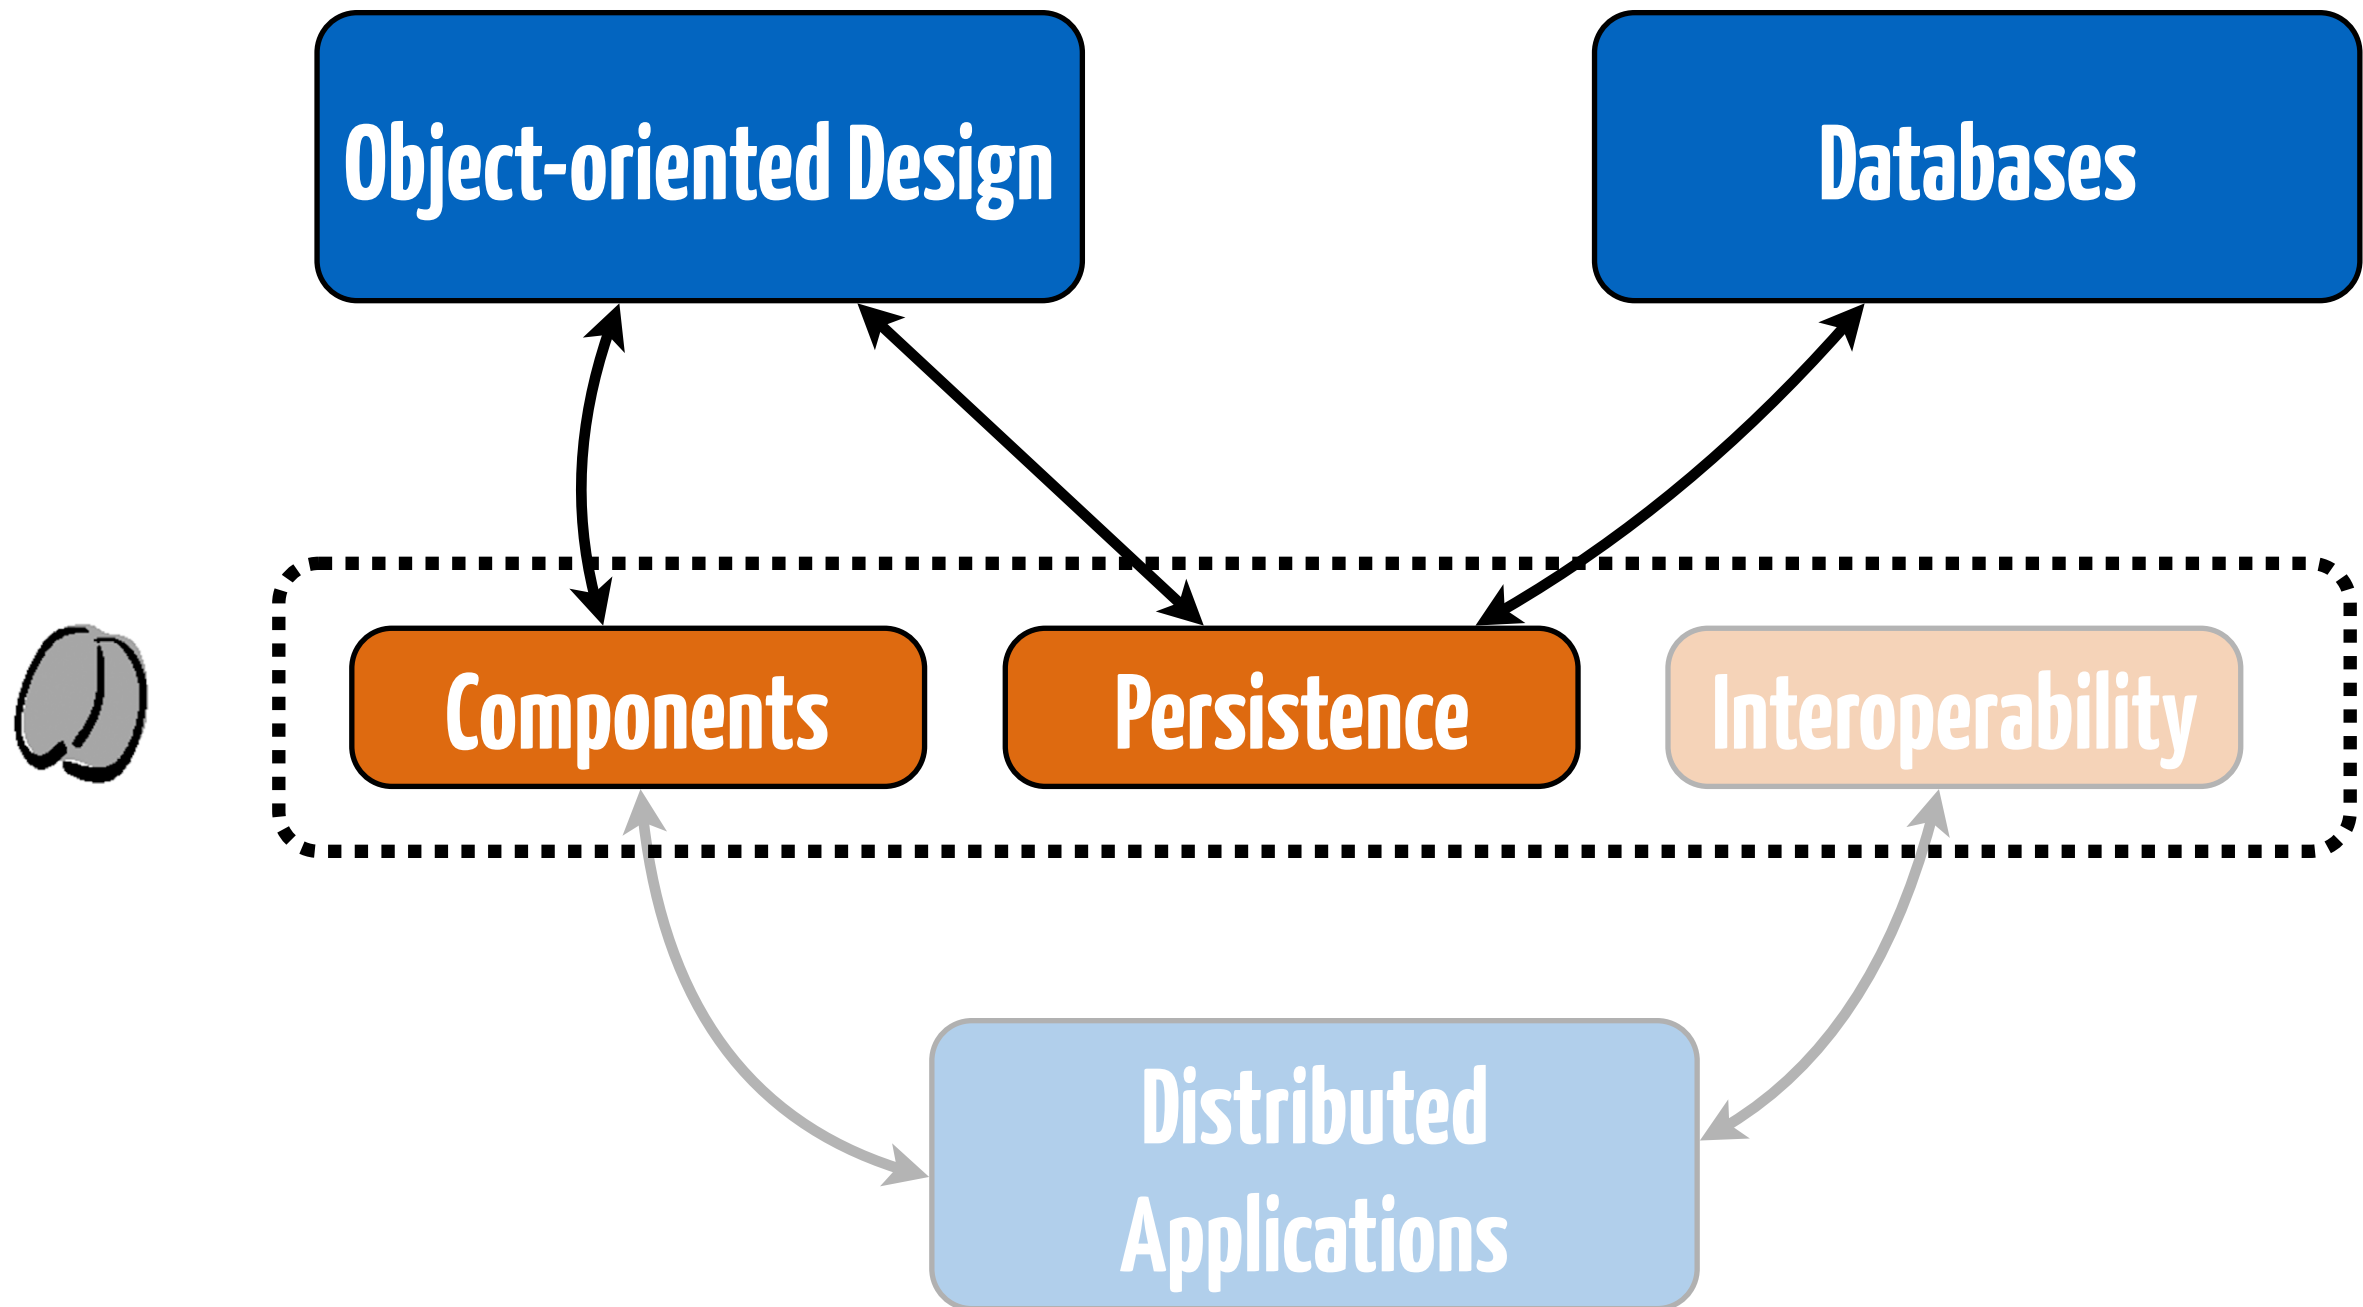 Object-oriented Design
Databases
Components
Persistence
Interoperability
Distributed
Applications